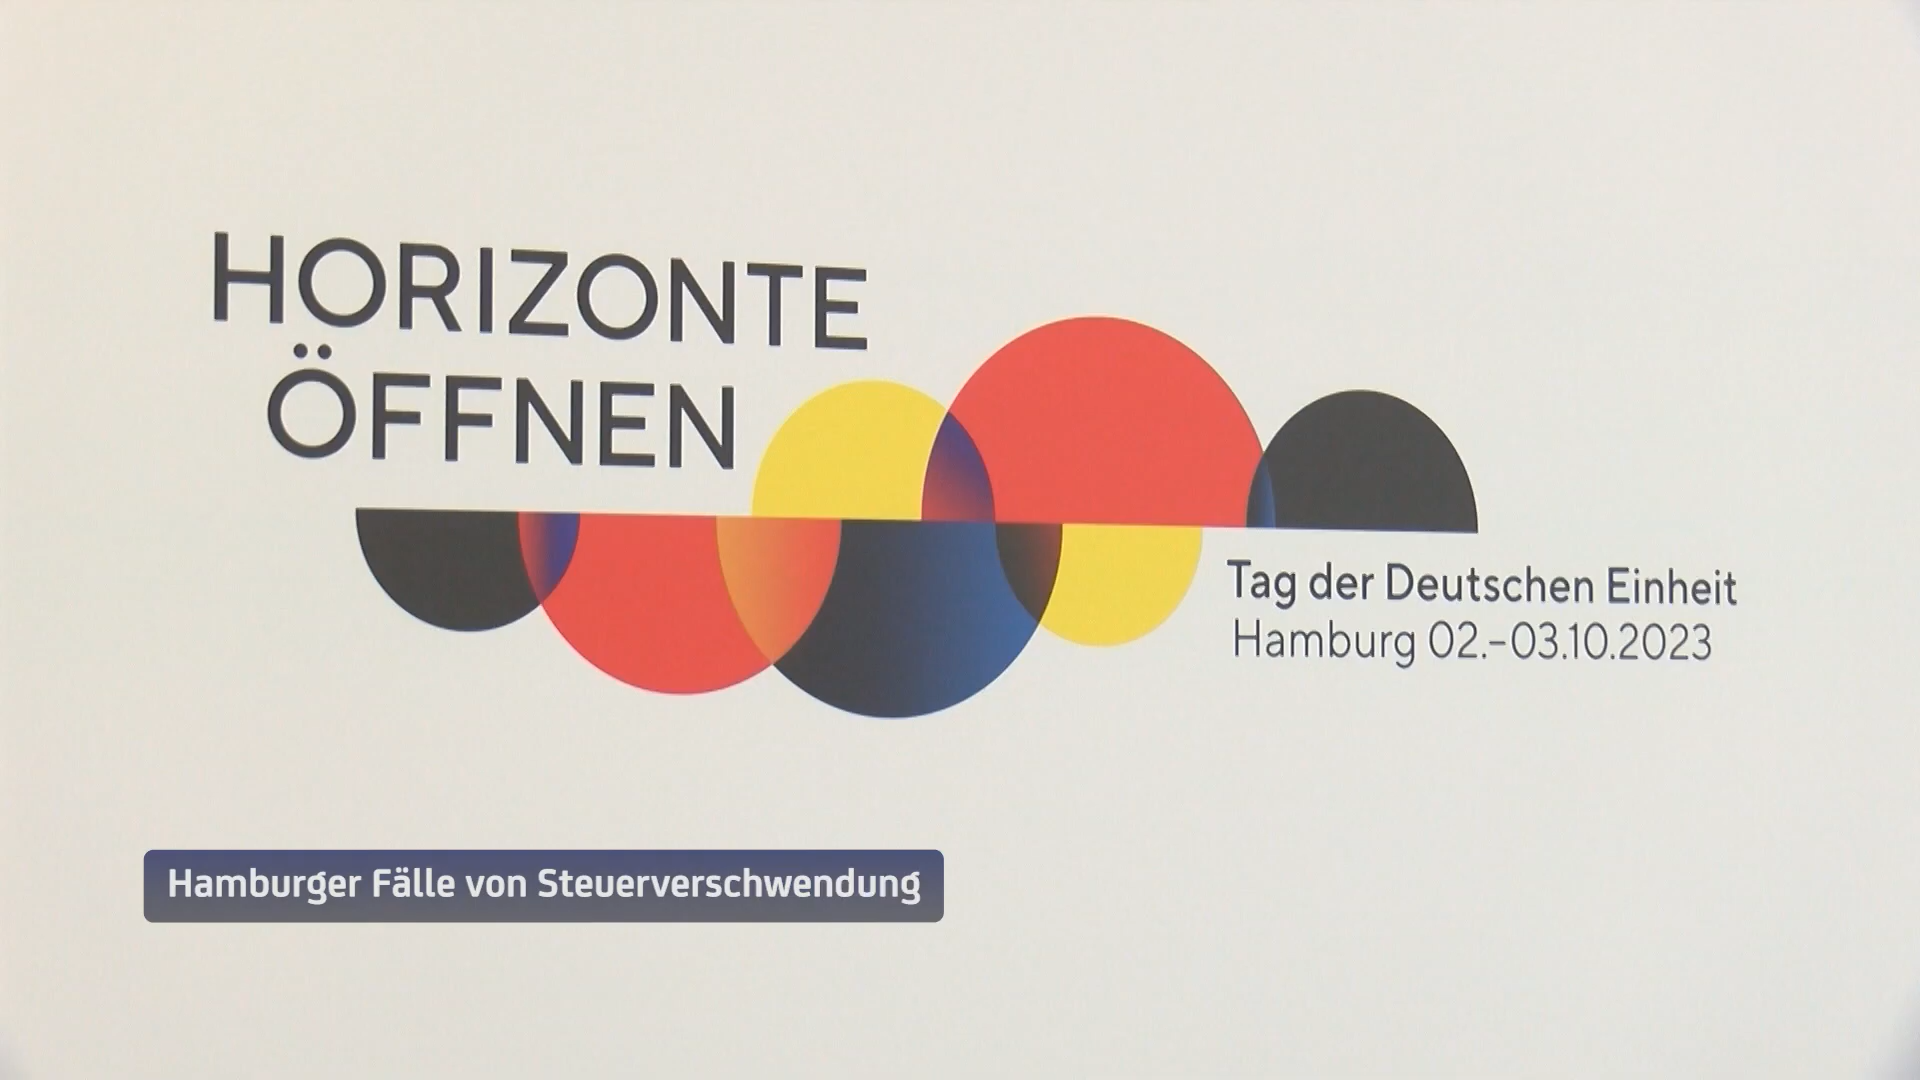 HORIZONTE
ÖFFNEN
Tag der Deutschen Einheit
Hamburg 02.–03.10.2023
Hamburger Fälle von Steuerverschwendung